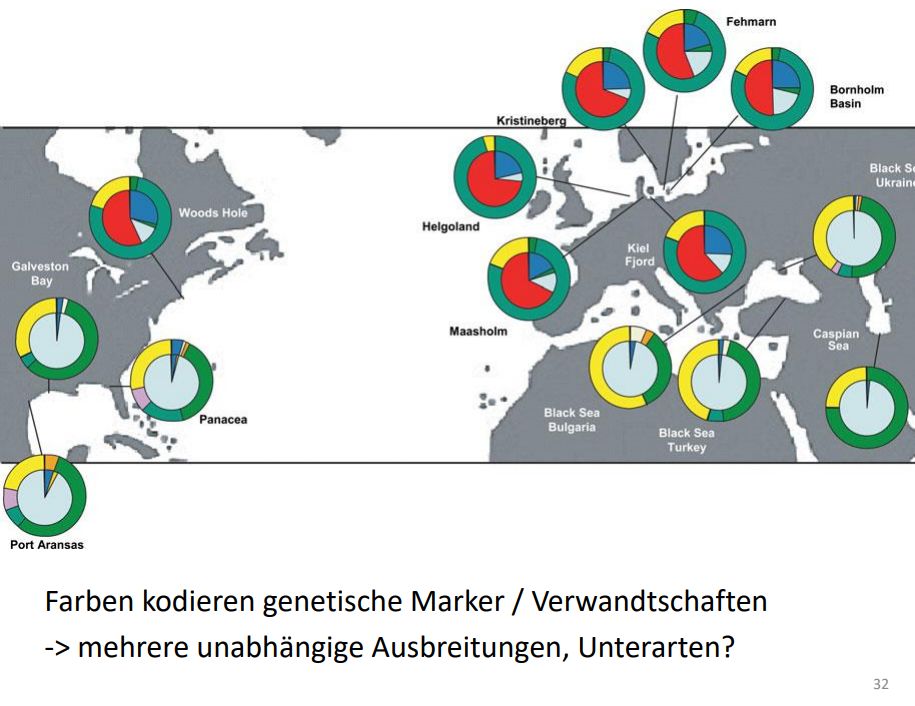 Fehmarn
Bornholm
Basin
Kristineberg
Black Se
Ukraine
Woods Hole
Helgoland
Kiel
Fjord
Galveston
Bay
Maasholm
Caspian
Sea
Panacea
Black Sea
Bulgaria
Black Sea
Turkey
Port Aransas
Farben kodieren genetische Marker / Verwandtschaften
-> mehrere unabhängige Ausbreitungen, Unterarten?
32